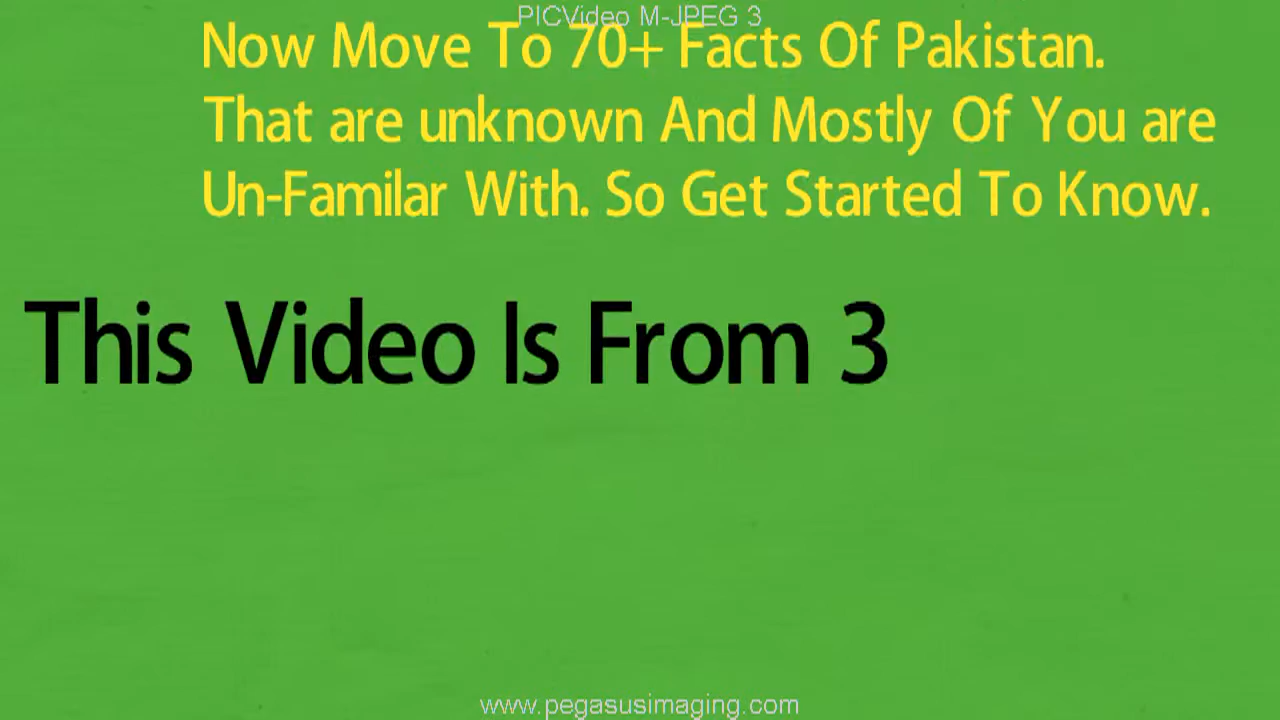 PICVideo M-JPEG 3
Now Move To 70+ Facts Of Pakistan.
That are unknown And Mostly Of You are
Un-Familar With. So Get Started To Know.
This Video Is From 3
www.pegasusimaging.com